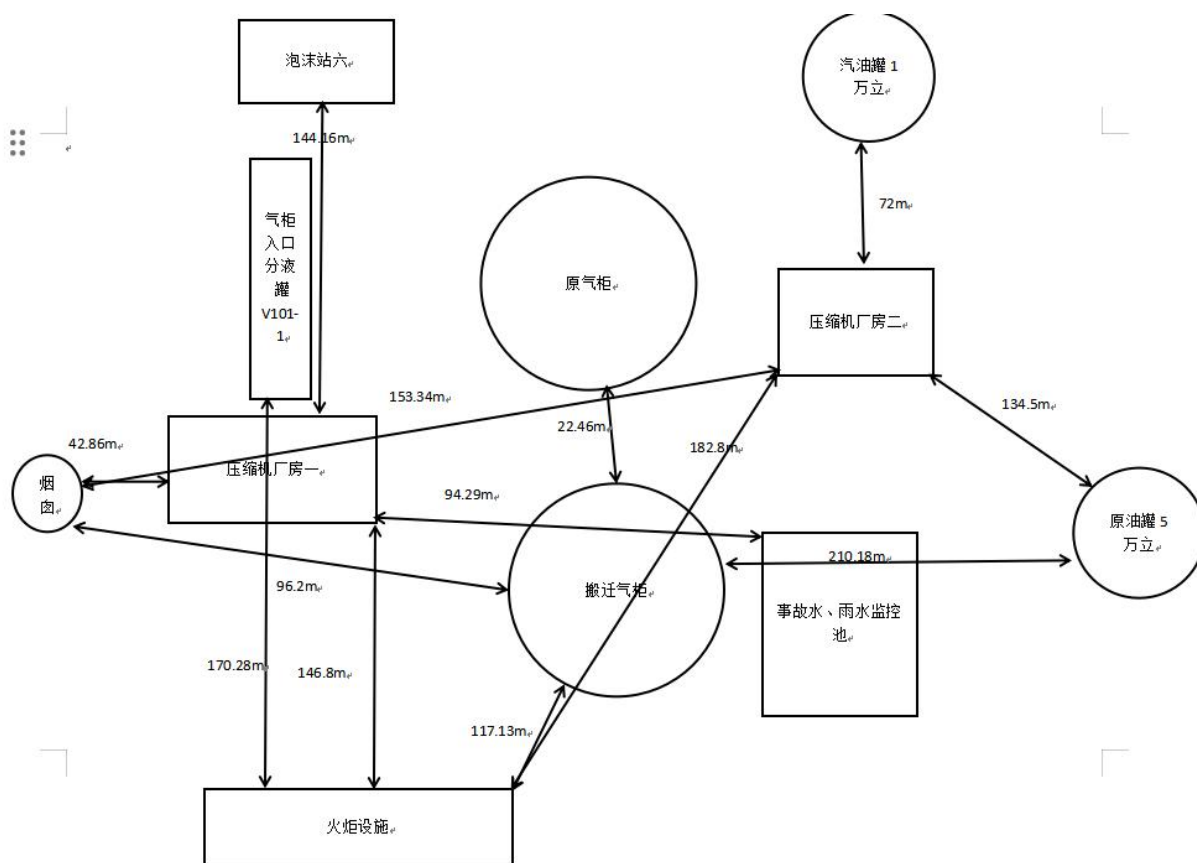 泡沫站六
汽油罐 1
万立
144.16m
72m
气柜
入口
分液
罐
V101-
1
原气柜
压缩机厂房二
153.34m
134.5m
22.46m
42.86m
182.8m
烟
囱
压缩机厂房一
94.29m
原油罐 5
万立
210.18m
96.2m
搬迁气柜
事故水、雨水监控
池
170.28m
146.8m
117.13m
火炬设施